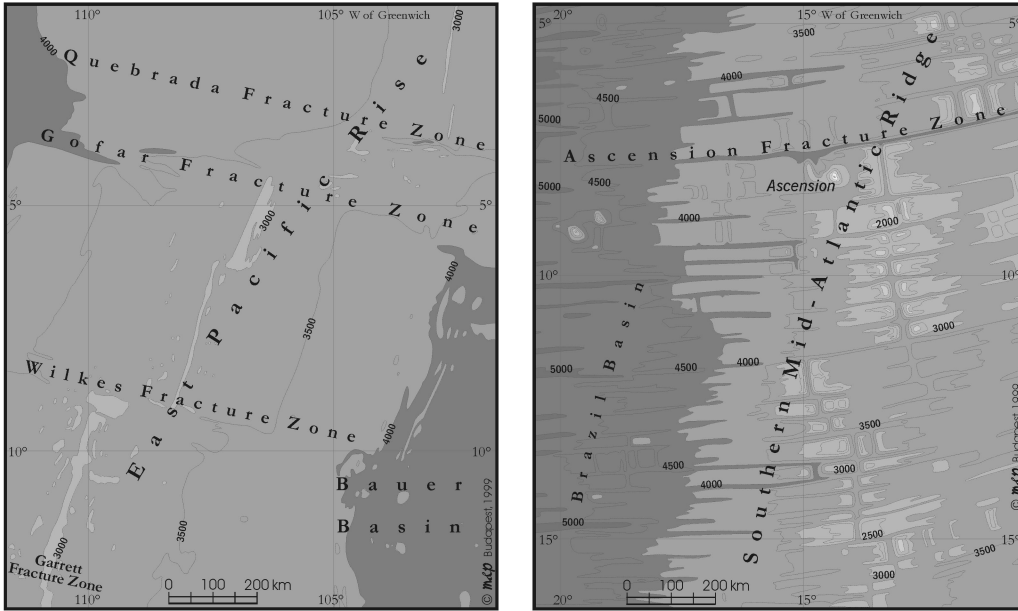 105° W of Greenwich
110°
3000
4000
Quebrada Fracture Zone
Gofar Fracture Zone
5°
5°
3000
4000
3500
East Pacific Rise
Wilkes Fracture Zone
4000
10°
10°
Bauer
Basin
3500
3000
Garrett
Fracture Zone
0 100 200 km
110°
105°
© mcp Budapest, 1999
20°
15° W of Greenwich
5°
5°
3500
4000
4500
5000
Ascension Fracture Zone
5000
4500
Ascension
4000
2000
10°
10°
Southern Mid-Atlantic Ridge
Brazil Basin
3000
5000
4500
4000
3500
4500
4000
3000
5000
2500
15°
15°
3500
3000
0 100 200 km
20°
15°
© mcp Budapest, 1999